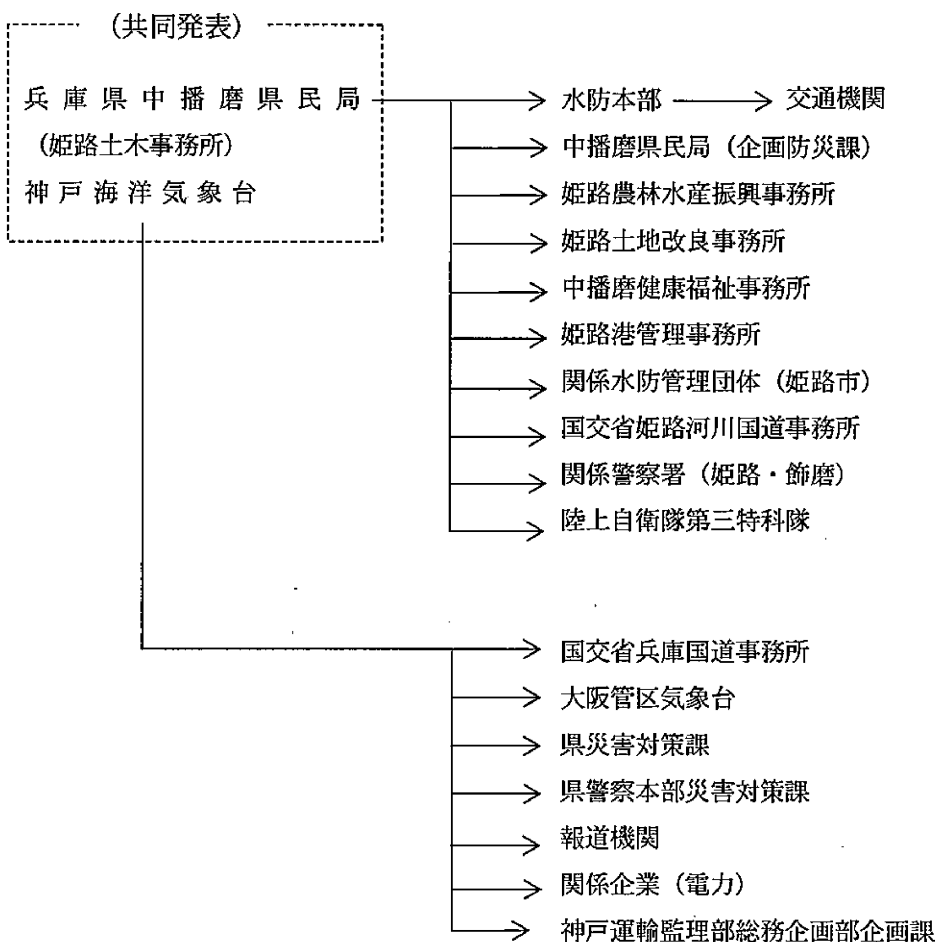 (共同発表)
兵庫県中播磨県民局
(姫路土木事務所)
神戸海洋気象台
水防本部 → 交通機関
中播磨県民局(企画防災課)
姫路農林水産振興事務所
姫路土地改良事務所
中播磨健康福祉事務所
姫路港管理事務所
関係水防管理団体(姫路市)
国交省姫路河川国道事務所
関係警察署(姫路・飾磨)
陸上自衛隊第三特科隊
国交省兵庫国道事務所
大阪管区気象台
県災害対策課
県警察本部災害対策課
報道機関
関係企業(電力)
神戸運輸監理部総務企画部企画課